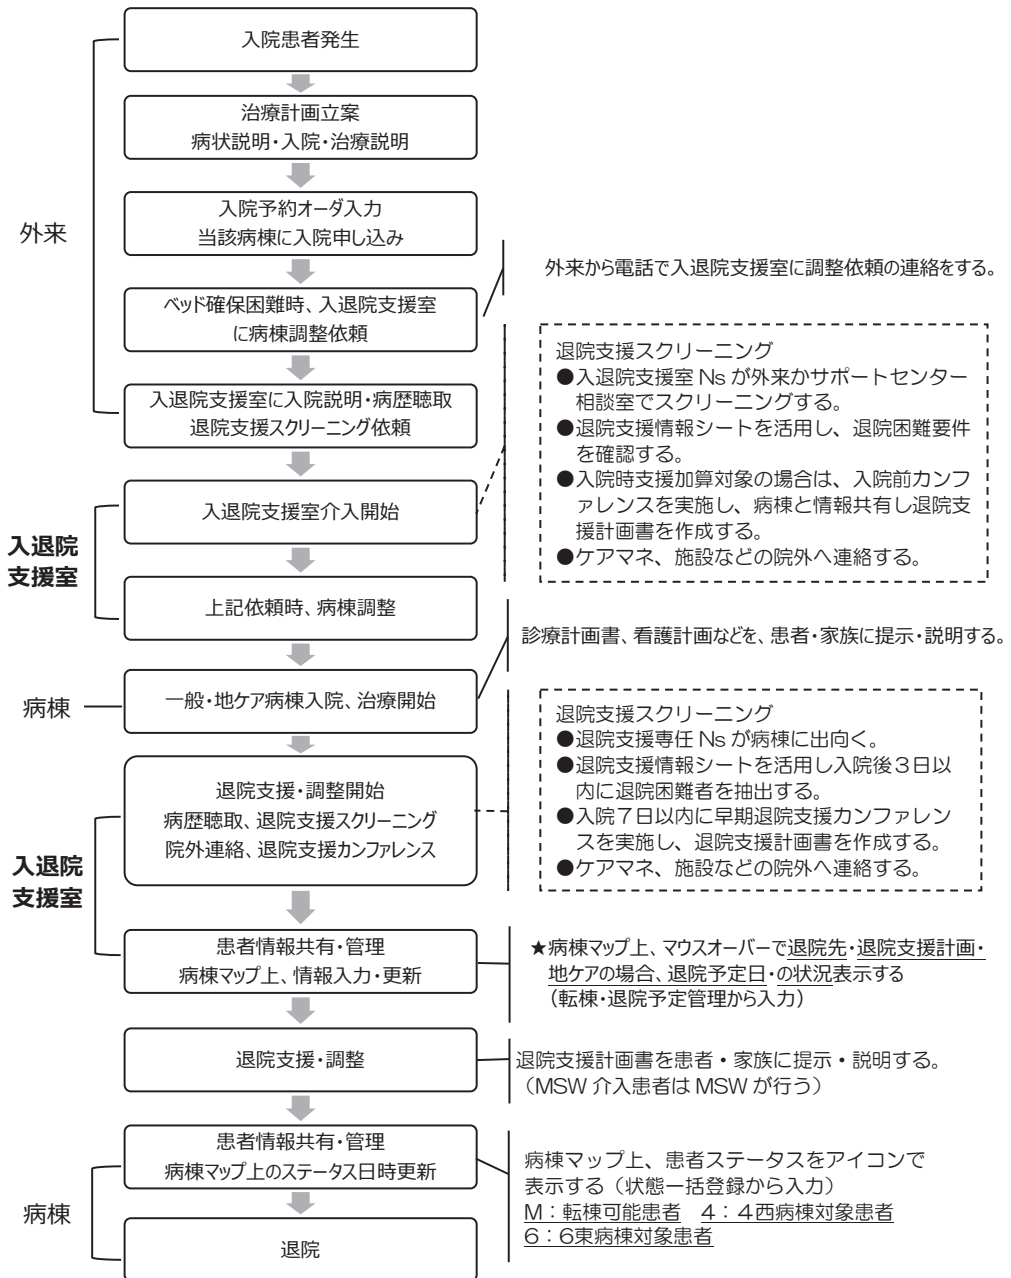 入院患者発生
治療計画立案
病状説明・入院・治療説明
入院予約オーダ入力
当該病棟に入院申し込み
外来
外来から電話で入退院支援室に調整依頼の連絡をする。
ベッド確保困難時、入退院支援室
に病棟調整依頼
入退院支援室に入院説明・病歴聴取
退院支援スクリーニング依頼
退院支援スクリーニング
●入退院支援室 Ns が外来かサポートセンター
相談室でスクリーニングする。
●退院支援情報シートを活用し、退院困難要件
を確認する。
●入院時支援加算対象の場合は、入院前カンフ
ァレンスを実施し、病棟と情報共有し退院支
援計画書を作成する。
●ケアマネ、施設などの院外へ連絡する。
入退院支援室介入開始
入退院
支援室
上記依頼時、病棟調整
診療計画書、看護計画などを、患者・家族に提示・説明する。
病棟
一般・地ケア病棟入院、治療開始
退院支援スクリーニング
●退院支援専任 Ns が病棟に出向く。
●退院支援情報シートを活用し入院後３日以
内に退院困難者を抽出する。
●入院７日以内に早期退院支援カンファレン
スを実施し、退院支援計画書を作成する。
●ケアマネ、施設などの院外へ連絡する。
退院支援・調整開始
病歴聴取、退院支援スクリーニング
院外連絡、退院支援カンファレンス
入退院
支援室
患者情報共有・管理
病棟マップ上、情報入力・更新
★病棟マップ上、マウスオーバーで退院先・退院支援計画・
地ケアの場合、退院予定日・の状況表示する
（転棟・退院予定管理から入力）
退院支援・調整
退院支援計画書を患者・家族に提示・説明する。
（MSW 介入患者は MSW が行う）
患者情報共有・管理
病棟マップ上のステータス日時更新
病棟マップ上、患者ステータスをアイコンで
表示する（状態一括登録から入力）
M：転棟可能患者　4：４西病棟対象患者
6：6東病棟対象患者
病棟
退院